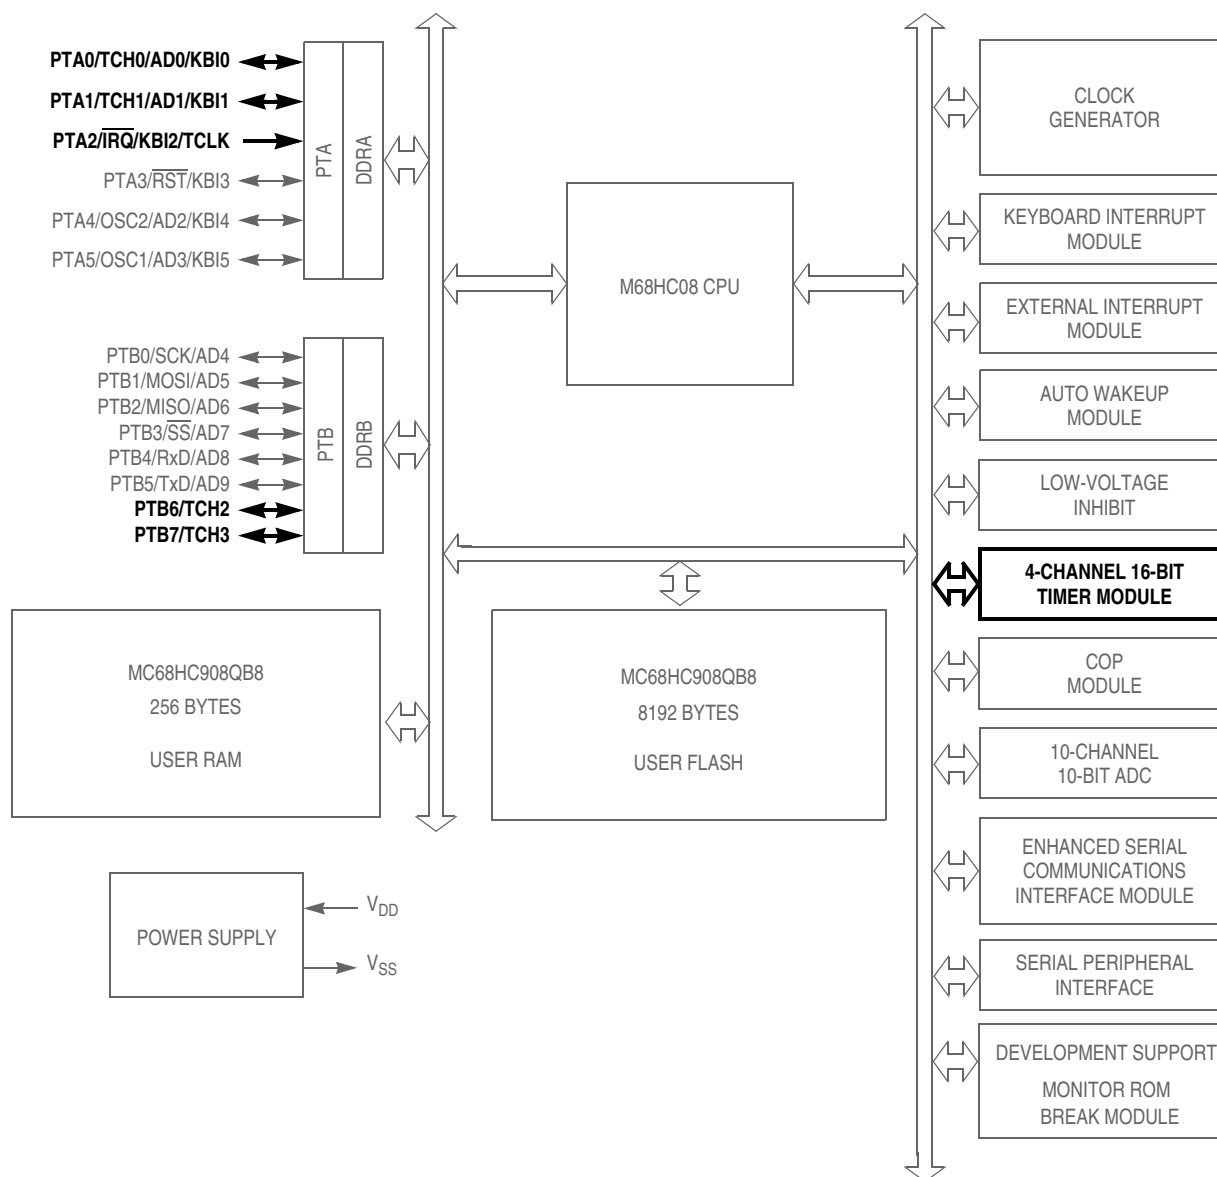 PTA0/TCH0/AD0/KBI0
PTA1/TCH1/AD1/KBI1
PTA2/IRQ/KBI2/TCLK
PTA3/RST/KBI3
PTA4/OSC2/AD2/KBI4
PTA5/OSC1/AD3/KBI5
PTA
DDRA
PTB0/SCK/AD4
PTB1/MOSI/AD5
PTB2/MISO/AD6
PTB3/SS/AD7
PTB4/RxD/AD8
PTB5/TxD/AD9
PTB6/TCH2
PTB7/TCH3
PTB
DDRB
M68HC08 CPU
MC68HC908QB8
256 BYTES
USER RAM
MC68HC908QB8
8192 BYTES
USER FLASH
POWER SUPPLY
VDD
VSS
CLOCK
GENERATOR
KEYBOARD INTERRUPT
MODULE
EXTERNAL INTERRUPT
MODULE
AUTO WAKEUP
MODULE
LOW-VOLTAGE
INHIBIT
4-CHANNEL 16-BIT
TIMER MODULE
COP
MODULE
10-CHANNEL
10-BIT ADC
ENHANCED SERIAL
COMMUNICATIONS
INTERFACE MODULE
SERIAL PERIPHERAL
INTERFACE
DEVELOPMENT SUPPORT
MONITOR ROM
BREAK MODULE